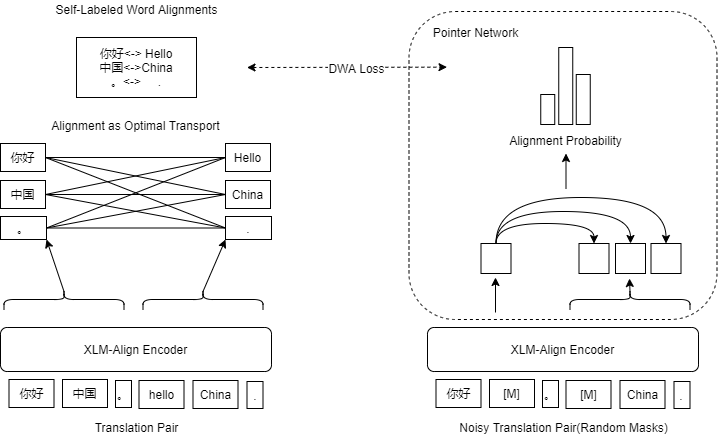 Self-Labeled Word Alignments
你好<-> Hello
中国<->China
。<-> .
Alignment as Optimal Transport
你好
Hello
中国
China
。
.
XLM-Align Encoder
你好 中国 。 hello China .
Translation Pair
DWA Loss
Pointer Network
Alignment Probability
XLM-Align Encoder
你好 [M] 。 [M] China .
Noisy Translation Pair(Random Masks)